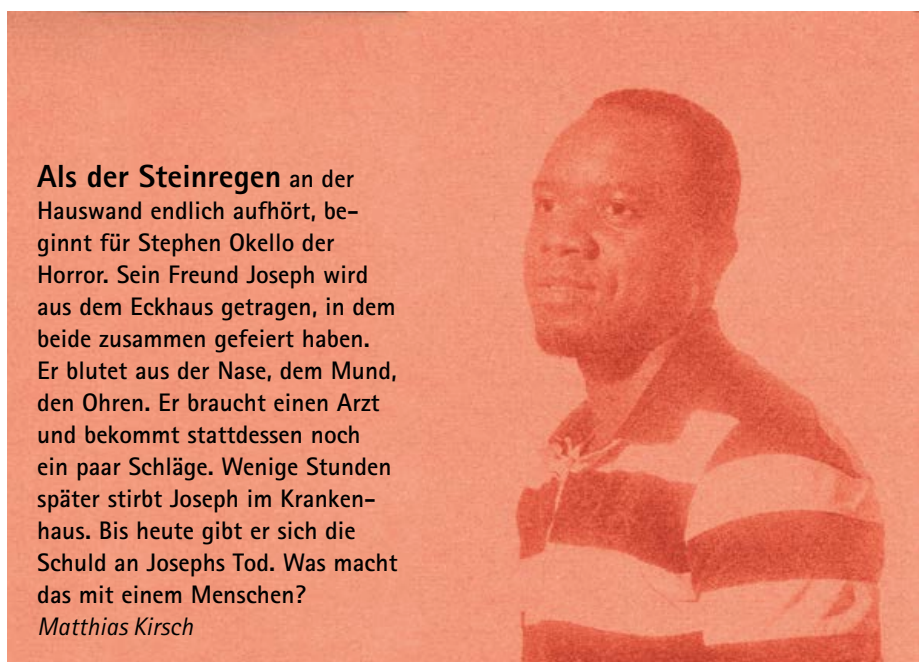 Als der Steinregen an der
Hauswand endlich aufhört, be-
ginnt für Stephen Okello der
Horror. Sein Freund Joseph wird
aus dem Eckhaus getragen, in dem
beide zusammen gefeiert haben.
Er blutet aus der Nase, dem Mund,
den Ohren. Er braucht einen Arzt
und bekommt stattdessen noch
ein paar Schläge. Wenige Stunden
später stirbt Joseph im Kranken-
haus. Bis heute gibt er sich die
Schuld an Josephs Tod. Was macht
das mit einem Menschen?
Matthias Kirsch